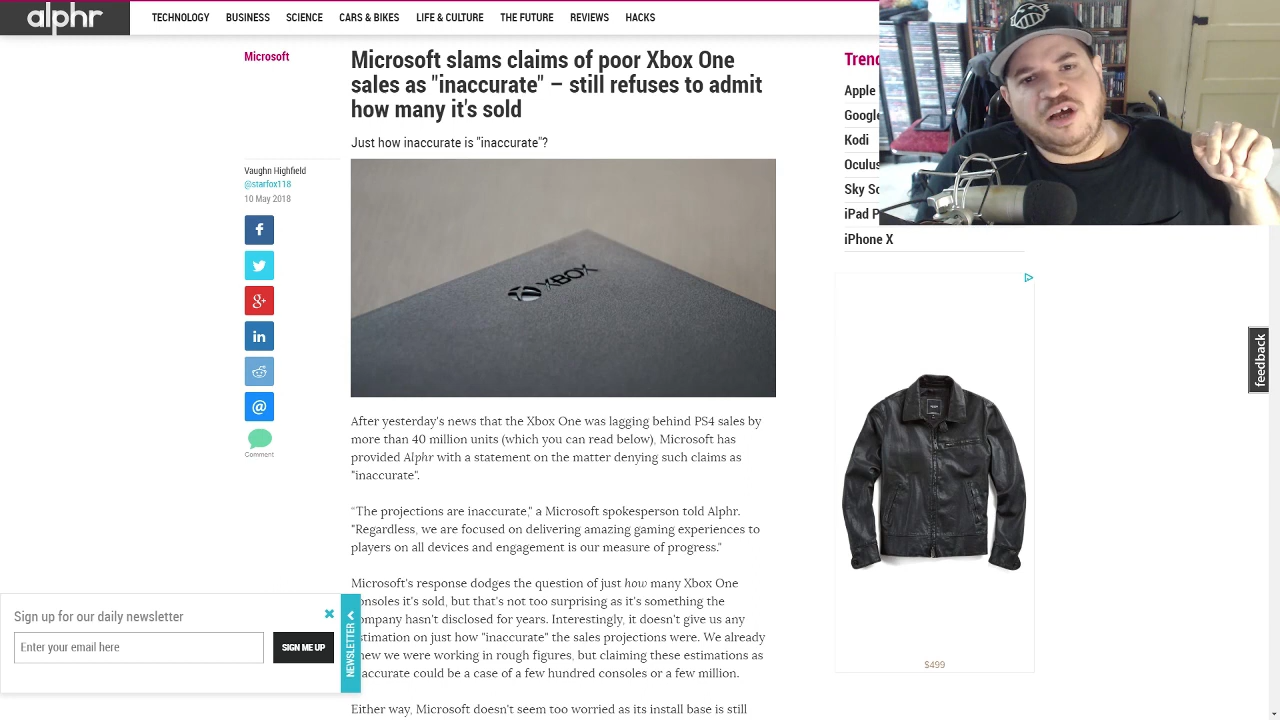 alphr
TECHNOLOGY BUSINESS SCIENCE CARS & BIKES LIFE & CULTURE THE FUTURE REVIEWS HACKS
Microsoft
Microsoft slams claims of poor Xbox One
sales as "inaccurate" – still refuses to admit
how many it's sold
Just how inaccurate is "inaccurate"?
Vaughn Highfield
@starfox118
10 May 2018
f
g+
in
@
Comment
XBOX
After yesterday's news that the Xbox One was lagging behind PS4 sales by
more than 40 million units (which you can read below), Microsoft has
provided Alphr with a statement on the matter denying such claims as
"inaccurate".
“The projections are inaccurate," a Microsoft spokesperson told Alphr.
"Regardless, we are focused on delivering amazing gaming experiences to
players on all devices and engagement is our measure of progress.”
Microsoft's response dodges the question of just how many Xbox One
onsoles it's sold, but that's not too surprising as it's something the
ompany hasn't disclosed for years. Interestingly, it doesn't give us any
stimation on just how "inaccurate" the sales projections were. We already
new we were working in rough figures, but claiming these estimations as
accurate could be a case of a few hundred consoles or a few million.
Either way, Microsoft doesn't seem too worried as its install base is still
Trend
Apple
Google
Kodi
Oculus
Sky
iPad P
iPhone X
$499
feedback
Sign up for our daily newsletter
Enter your email here
SIGN ME UP
NEWSLETTER